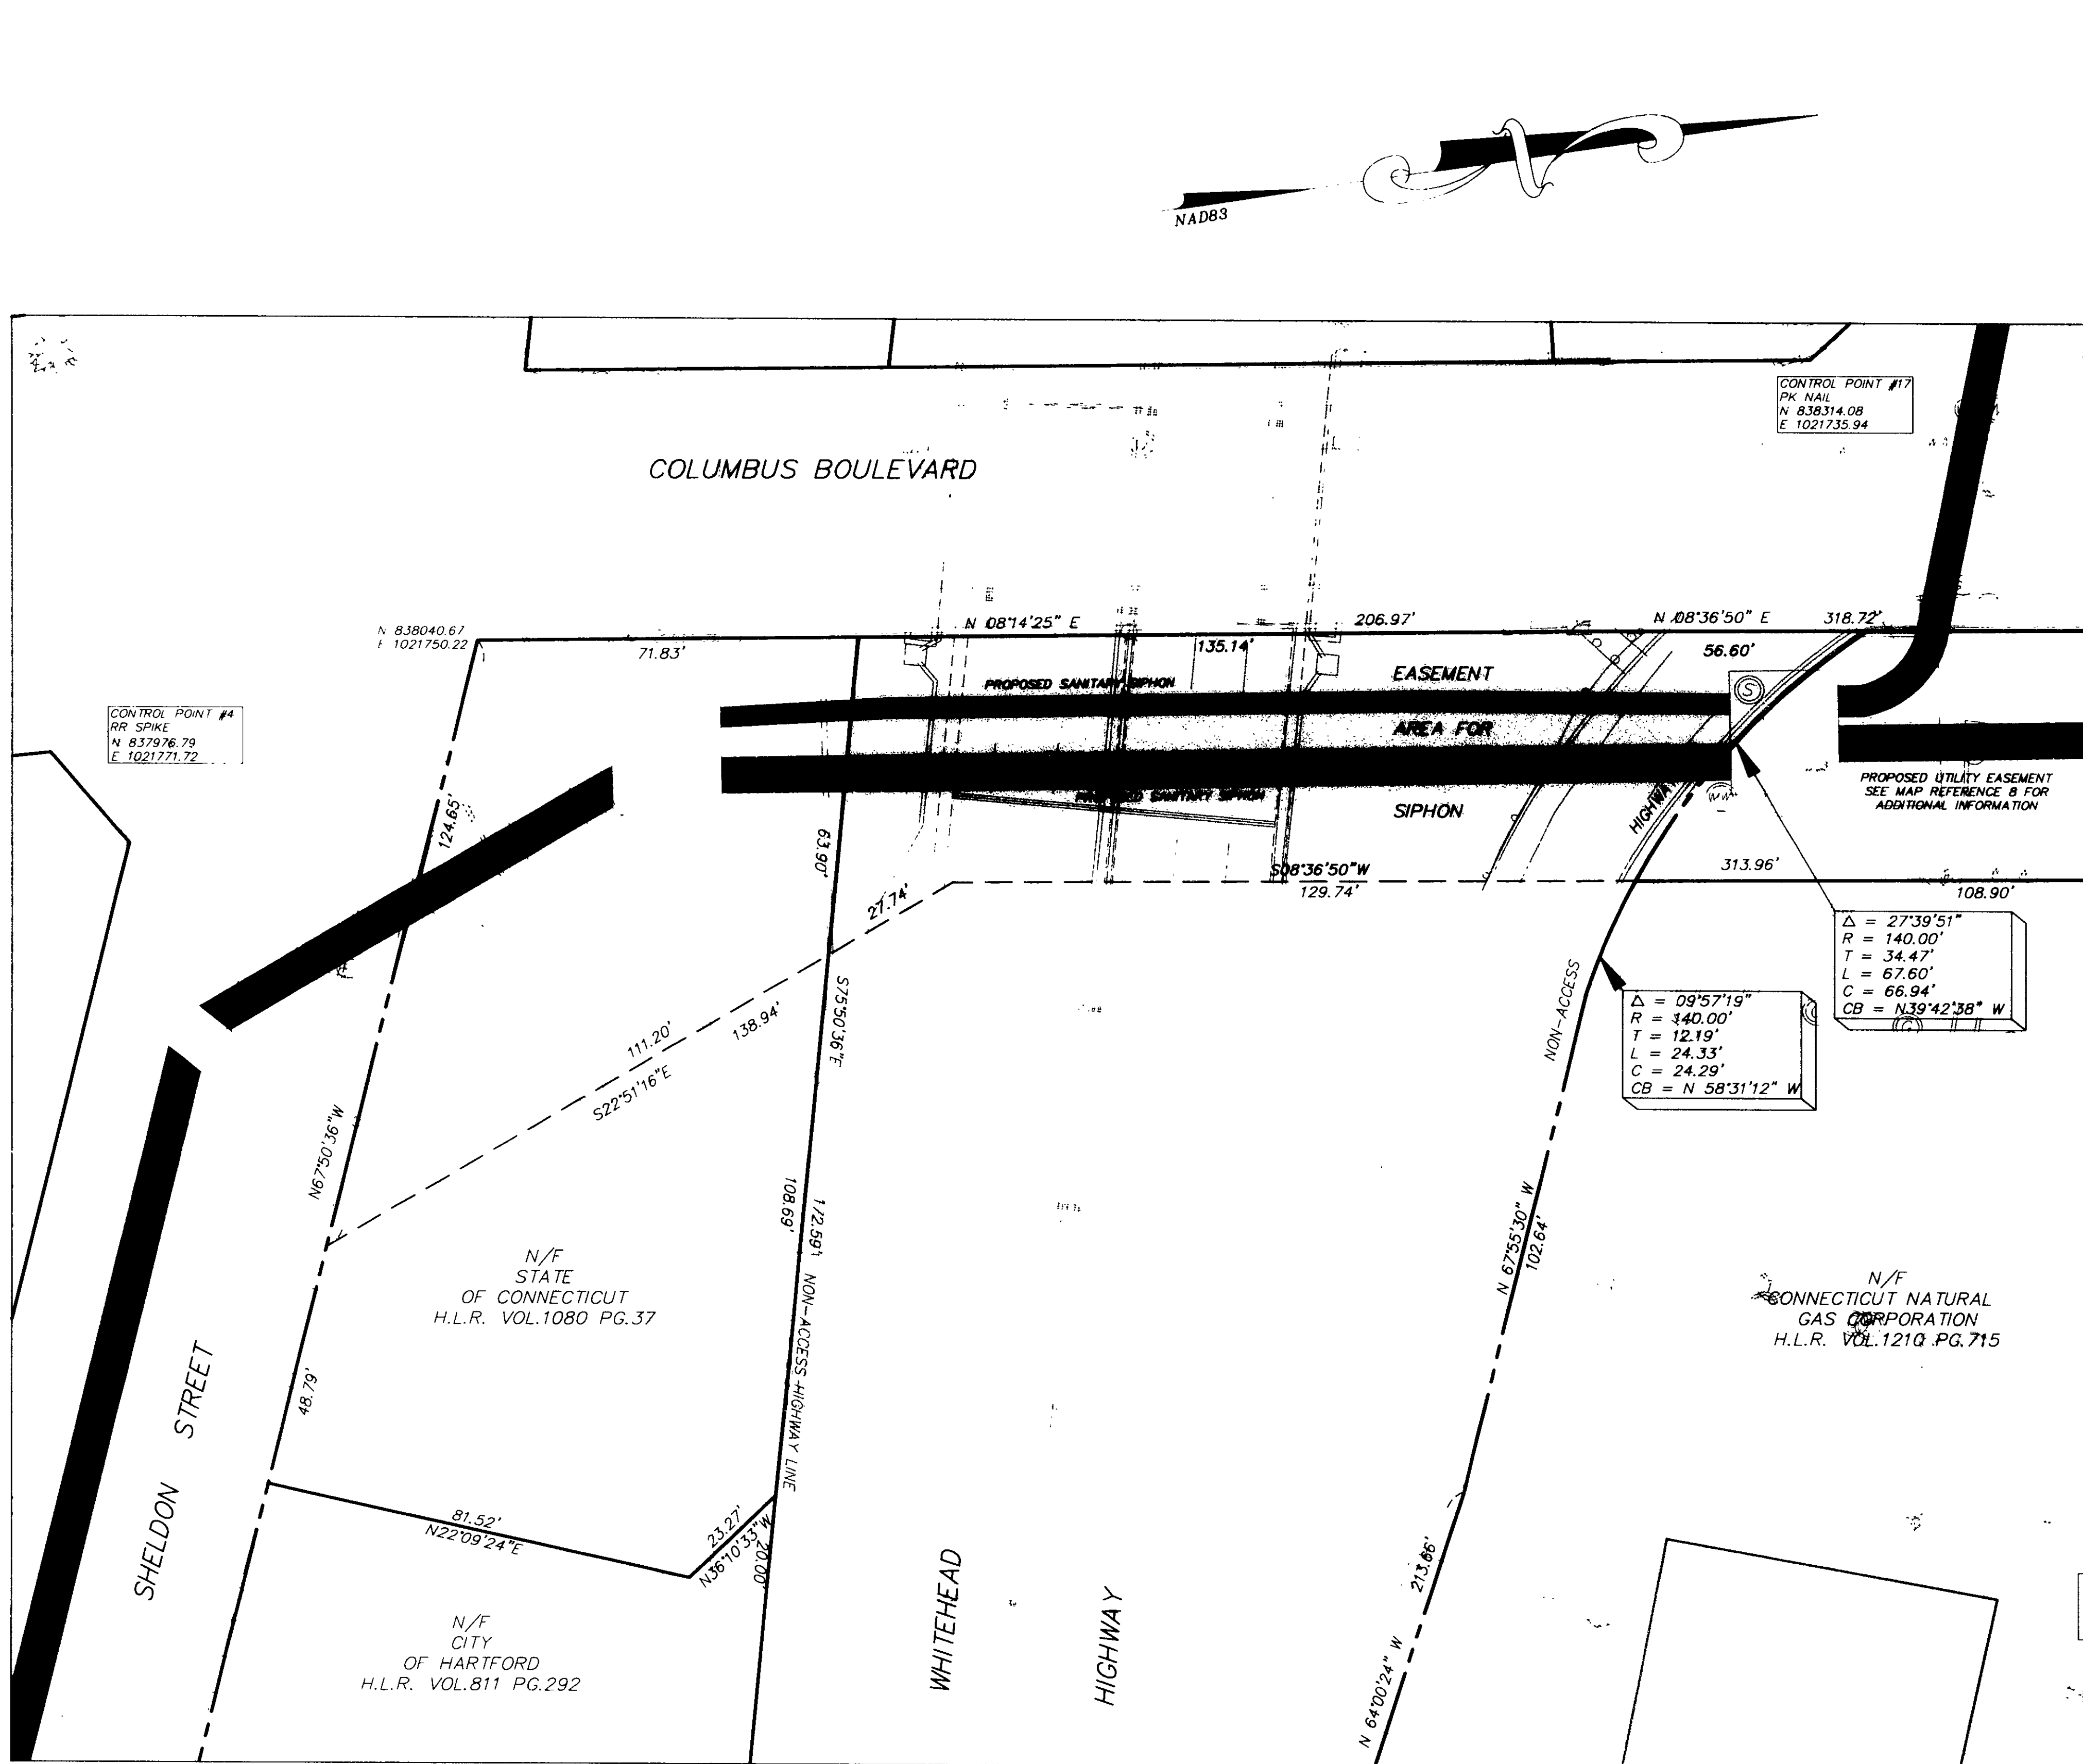 NAD83
CONTROL POINT #17
PK NAIL
N 838314.08
E 1021735.94
COLUMBUS BOULEVARD
N 838040.67
E 1021750.22
71.83'
N 08°14'25" E
135.14'
206.97'
N 08°36'50" E
318.72'
56.60'
EASEMENT
PROPOSED SANITARY SIPHON
AREA FOR
CONTROL POINT #4
RR SPIKE
N 837976.79
E 1021771.72
PROPOSED UTILITY EASEMENT
SEE MAP REFERENCE 8 FOR
ADDITIONAL INFORMATION
SANITARY SIPHON
SIPHON
HIGHWAY
124.65'
63.90'
27.74'
S08°36'50"W
129.74'
313.96'
108.90'
Δ = 27°39'51"
R = 140.00'
T = 34.47'
L = 67.60'
C = 66.94'
CB = N39°42'38" W
NON-ACCESS
Δ = 09°57'19"
R = 140.00'
T = 12.19'
L = 24.33'
C = 24.29'
CB = N 58°31'12" W
111.20'
138.94'
S22°51'16"E
S75°50'36"E
N67°50'36"W
108.69'
172.59'
NON-ACCESS HIGHWAY LINE
N 67°55'30" W
102.64'
N/F
STATE
OF CONNECTICUT
H.L.R. VOL.1080 PG.37
N/F
CONNECTICUT NATURAL
GAS CORPORATION
H.L.R. VOL.1210 PG.715
48.79'
SHELDON STREET
81.52'
N22°09'24"E
23.27'
N36°10'33"W
20.00'
WHITEHEAD
HIGHWAY
213.66'
N 64°00'24" W
N/F
CITY
OF HARTFORD
H.L.R. VOL.811 PG.292